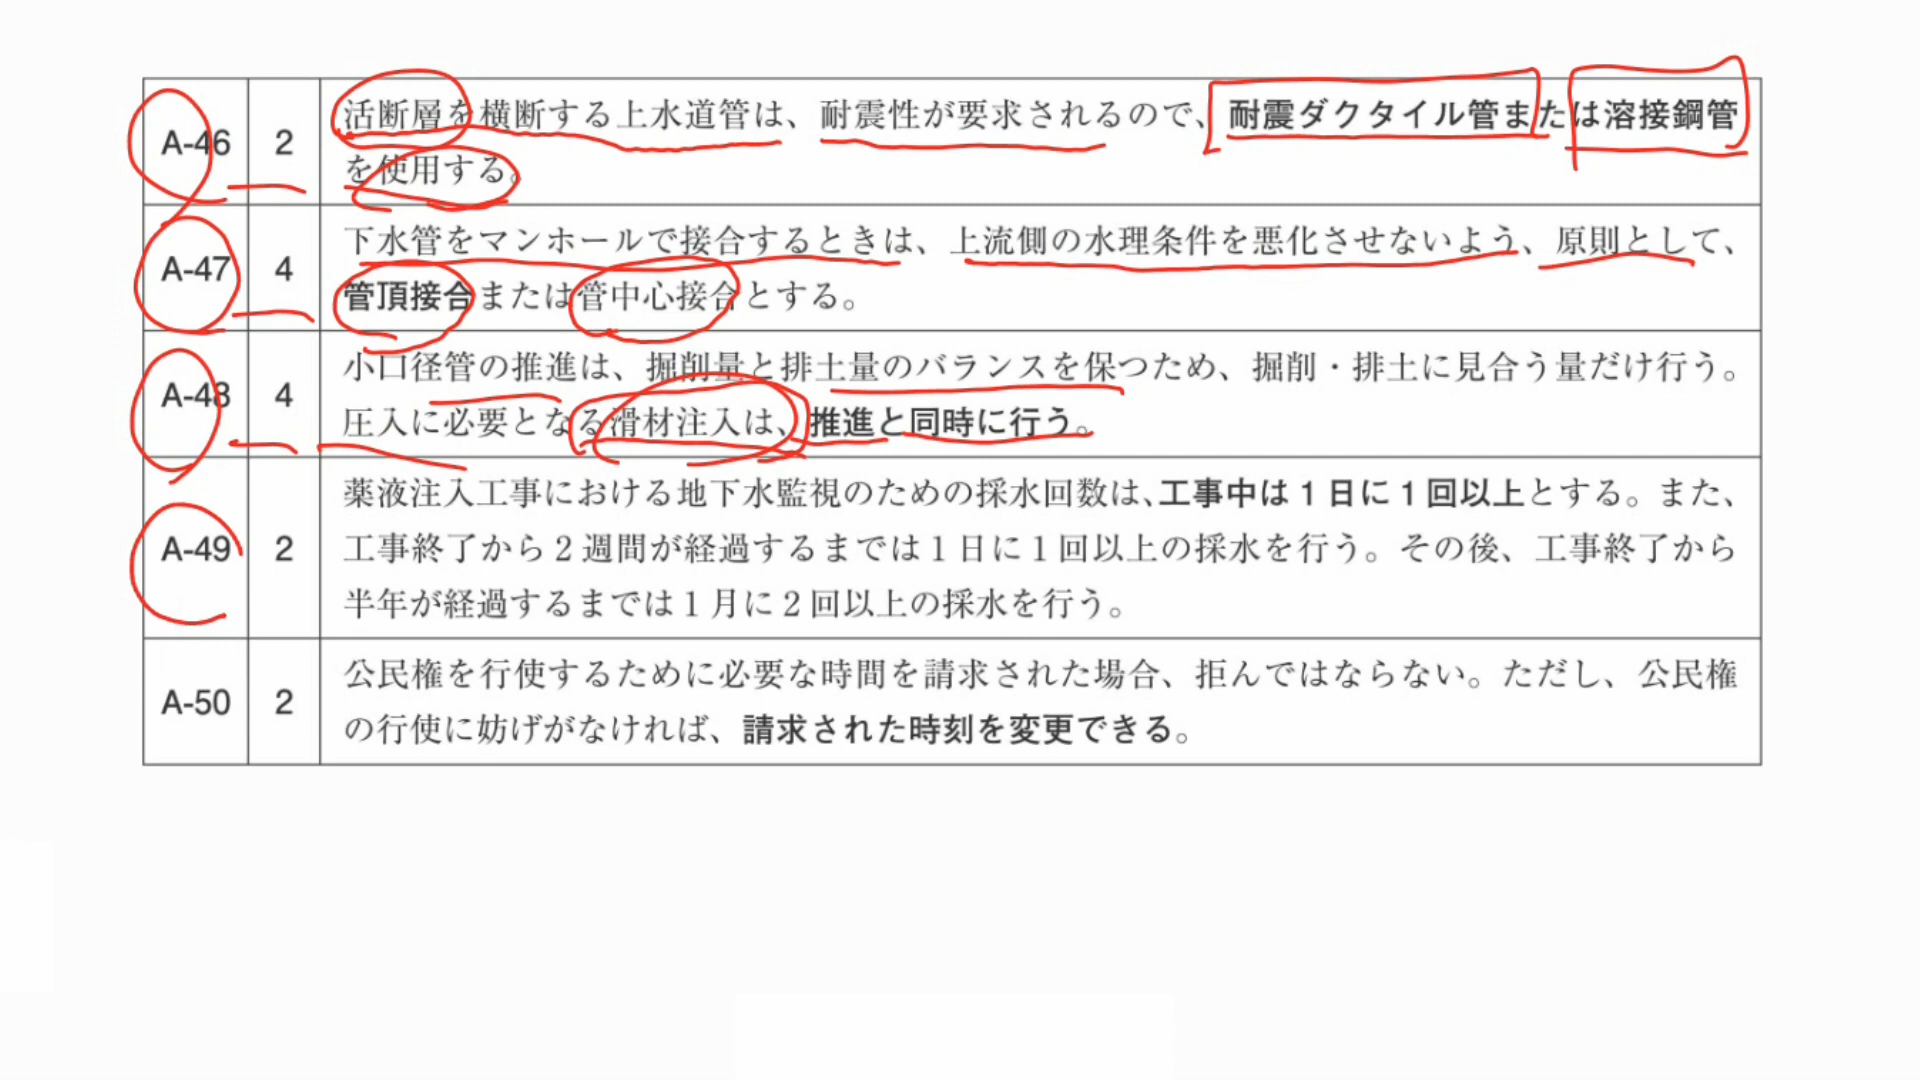 A-46 2 活断層を横断する上水道管は、耐震性が要求されるので、耐震ダクタイル管または溶接鋼管
を使用する。
A-47 4 下水管をマンホールで接合するときは、上流側の水理条件を悪化させないよう、原則として、
管頂接合または管中心接合とする。
A-48 4 小口径管の推進は、掘削量と排土量のバランスを保つため、掘削・排土に見合う量だけ行う。
圧入に必要となる滑材注入は、推進と同時に行う。
A-49 2 薬液注入工事における地下水監視のための採水回数は、工事中は1日に1回以上とする。また、
工事終了から2週間が経過するまでは1日に1回以上の採水を行う。その後、工事終了から
半年が経過するまでは1月に2回以上の採水を行う。
A-50 2 公民権を行使するために必要な時間を請求された場合、拒んではならない。ただし、公民権
の行使に妨げがなければ、請求された時刻を変更できる。